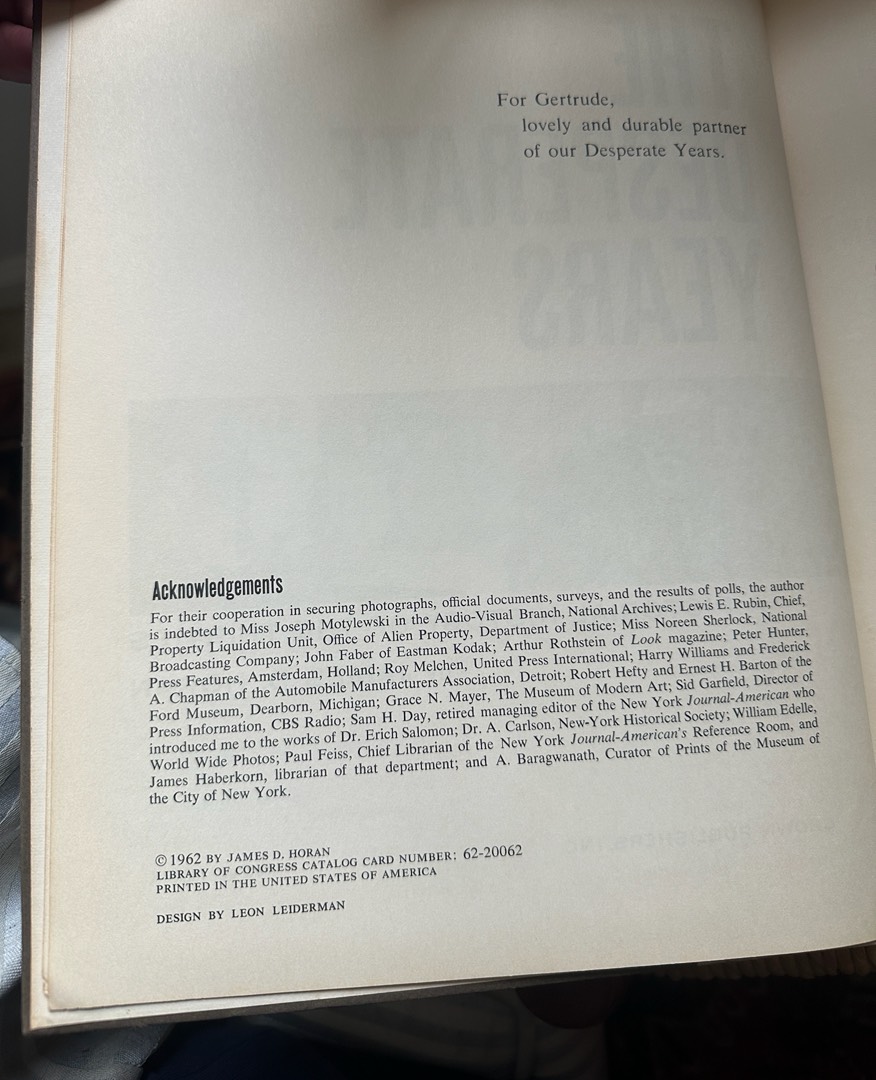 For Gertrude,
lovely and durable partner
of our Desperate Years.
THE
DESPERATE
YEARS
Acknowledgements
For their cooperation in securing photographs, official documents, surveys, and the results of polls, the author
is indebted to Miss Joseph Motylewski in the Audio-Visual Branch, National Archives; Lewis E. Rubin, Chief,
Property Liquidation Unit, Office of Alien Property, Department of Justice; Miss Noreen Sherlock, National
Broadcasting Company; John Faber of Eastman Kodak; Arthur Rothstein of Look magazine; Peter Hunter,
Press Features, Amsterdam, Holland; Roy Melchen, United Press International; Harry Williams and Frederick
A. Chapman of the Automobile Manufacturers Association, Detroit; Robert Hefty and Ernest H. Barton of the
Ford Museum, Dearborn, Michigan; Grace N. Mayer, The Museum of Modern Art; Sid Garfield, Director of
Press Information, CBS Radio; Sam H. Day, retired managing editor of the New York Journal-American who
introduced me to the works of Dr. Erich Salomon; Dr. A. Carlson, New-York Historical Society; William Edelle,
World Wide Photos; Paul Feiss, Chief Librarian of the New York Journal-American's Reference Room, and
James Haberkorn, librarian of that department; and A. Baragwanath, Curator of Prints of the Museum of
the City of New York.
© 1962 BY JAMES D. HORAN
LIBRARY OF CONGRESS CATALOG CARD NUMBER: 62-20062
PRINTED IN THE UNITED STATES OF AMERICA
DESIGN BY LEON LEIDERMAN